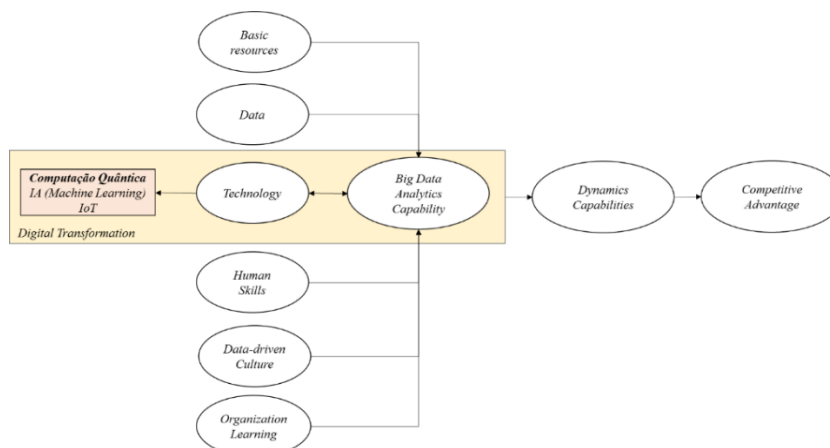 Basic
resources
Data
Computação Quântica
IA (Machine Learning)
IoT
Technology
Big Data
Analytics
Capability
Dynamics
Capabilities
Competitive
Advantage
Digital Transformation
Human
Skills
Data-driven
Culture
Organization
Learning